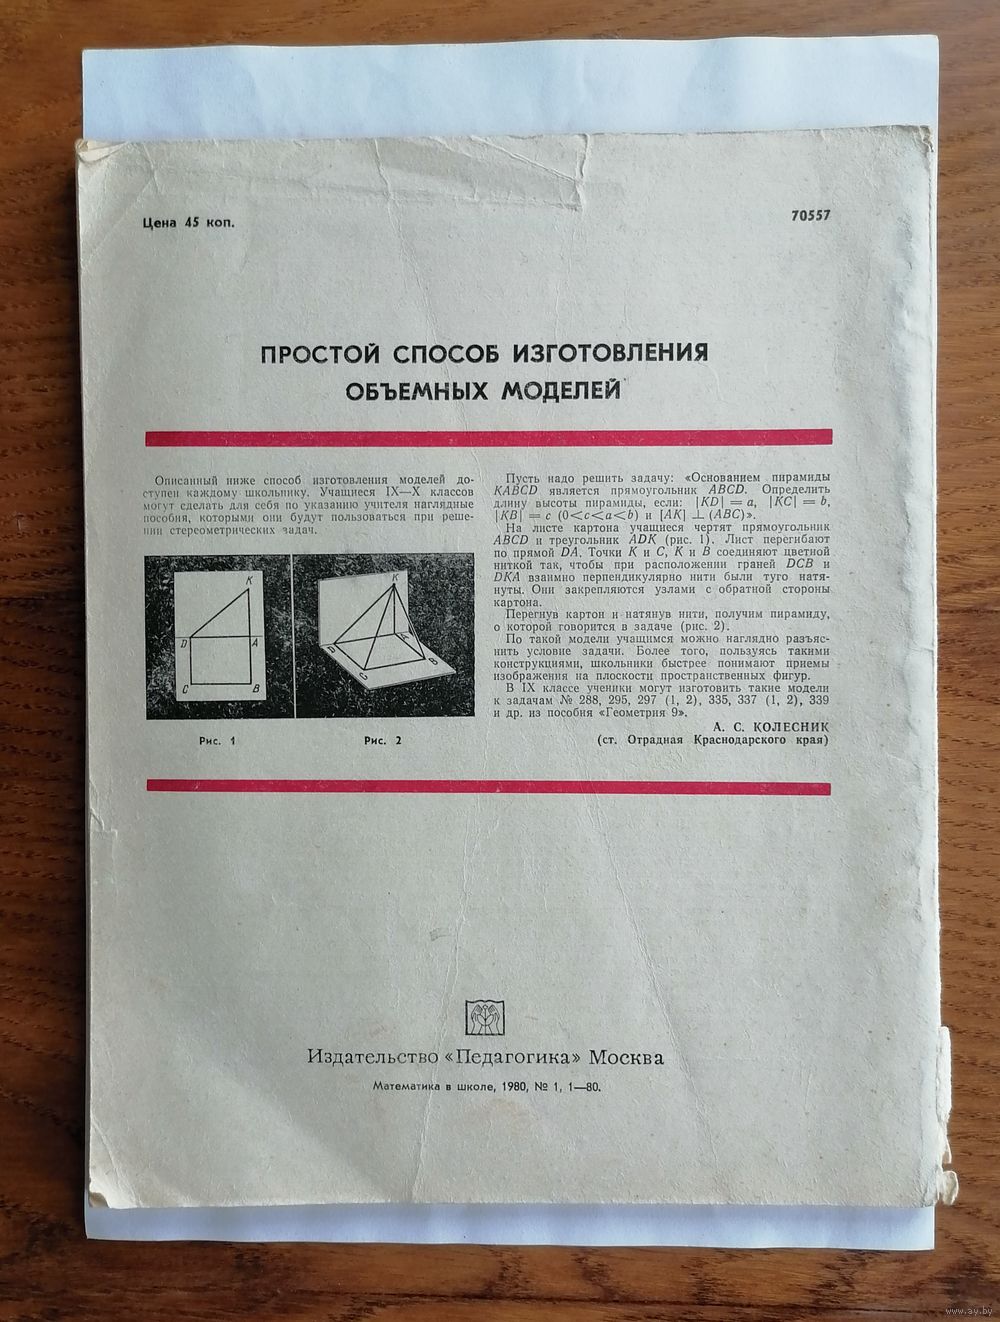 Цена 45 коп.
70557
ПРОСТОЙ СПОСОБ ИЗГОТОВЛЕНИЯ
ОБЪЕМНЫХ МОДЕЛЕЙ
Описанный ниже способ изготовления моделей до-
ступен каждому школьнику. Учащиеся IX—X классов
могут сделать для себя по указанию учителя наглядные
пособия, которыми они будут пользоваться при реше-
нии стереометрических задач.
K
D
A
C
B
K
A
D
B
C
Рис. 1
Рис. 2
Пусть надо решить задачу: «Основанием пирамиды
KABCD является прямоугольник ABCD. Определить
длину высоты пирамиды, если: |KD| = a, |KC| = b,
|KB| = c (0<c<a<b) и |AK| ⊥ (ABC)».
На листе картона учащиеся чертят прямоугольник
ABCD и треугольник ADK (рис. 1). Лист перегибают
по прямой DA. Точки K и C, K и B соединяют цветной
ниткой так, чтобы при расположении граней DCB и
DKA взаимно перпендикулярно нити были туго натя-
нуты. Они закрепляются узлами с обратной стороны
картона.
Перегнув картон и натянув нити, получим пирамиду,
о которой говорится в задаче (рис. 2).
По такой модели учащимся можно наглядно разъяс-
нить условие задачи. Более того, пользуясь такими
конструкциями, школьники быстрее понимают приемы
изображения на плоскости пространственных фигур.
В IX классе ученики могут изготовить такие модели
к задачам № 288, 295, 297 (1, 2), 335, 337 (1, 2), 339
и др. из пособия «Геометрия 9».
А. С. КОЛЕСНИК
(ст. Отрадная Краснодарского края)
Издательство «Педагогика» Москва
Математика в школе, 1980, № 1, 1—80.
www.ay.by